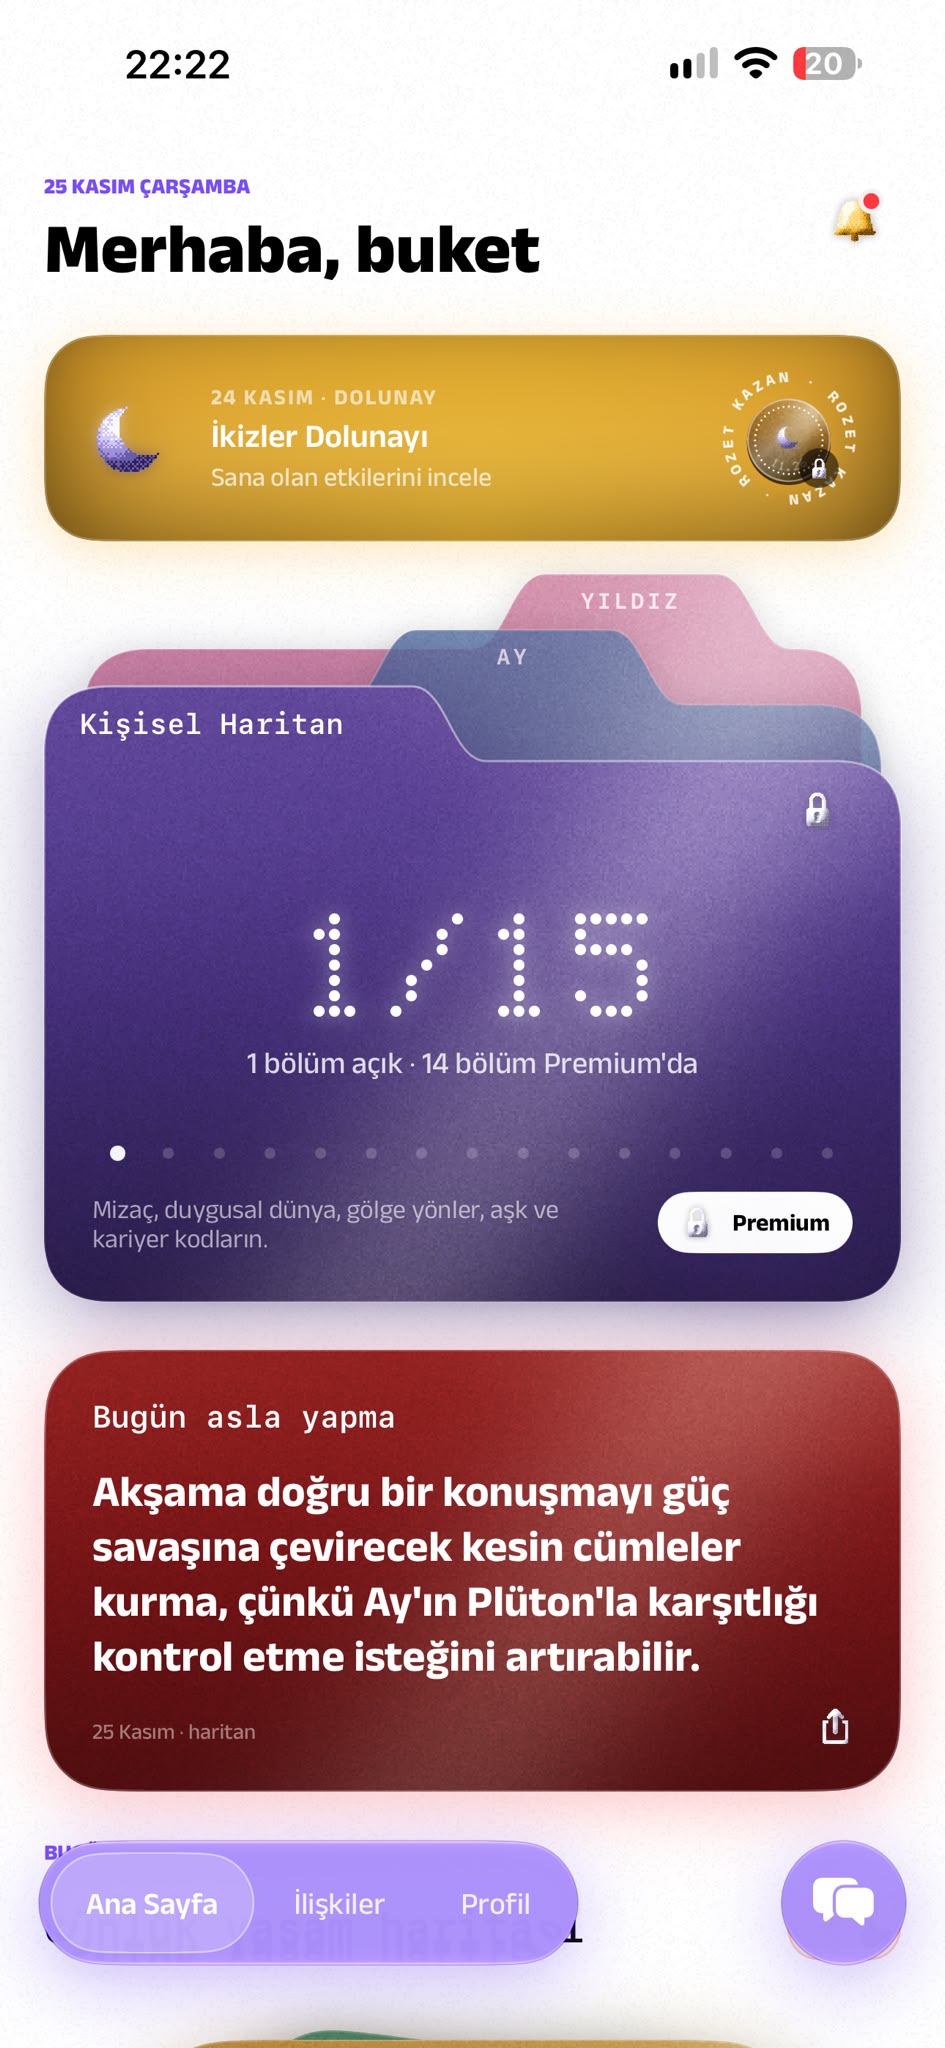 22:22
20
25 KASIM ÇARŞAMBA
Merhaba, buket
24 KASIM · DOLUNAY
İkizler Dolunayı
Sana olan etkilerini incele
ROZET KAZAN · ROZET KAZAN ·
YILDIZ
AY
Kişisel Haritan
1/15
1 bölüm açık · 14 bölüm Premium'da
Mizaç, duygusal dünya, gölge yönler, aşk ve
kariyer kodların.
Premium
Bugün asla yapma
Akşama doğru bir konuşmayı güç
savaşına çevirecek kesin cümleler
kurma, çünkü Ay'ın Plüton'la karşıtlığı
kontrol etme isteğini artırabilir.
25 Kasım · haritan
Ana Sayfa
İlişkiler
Profil